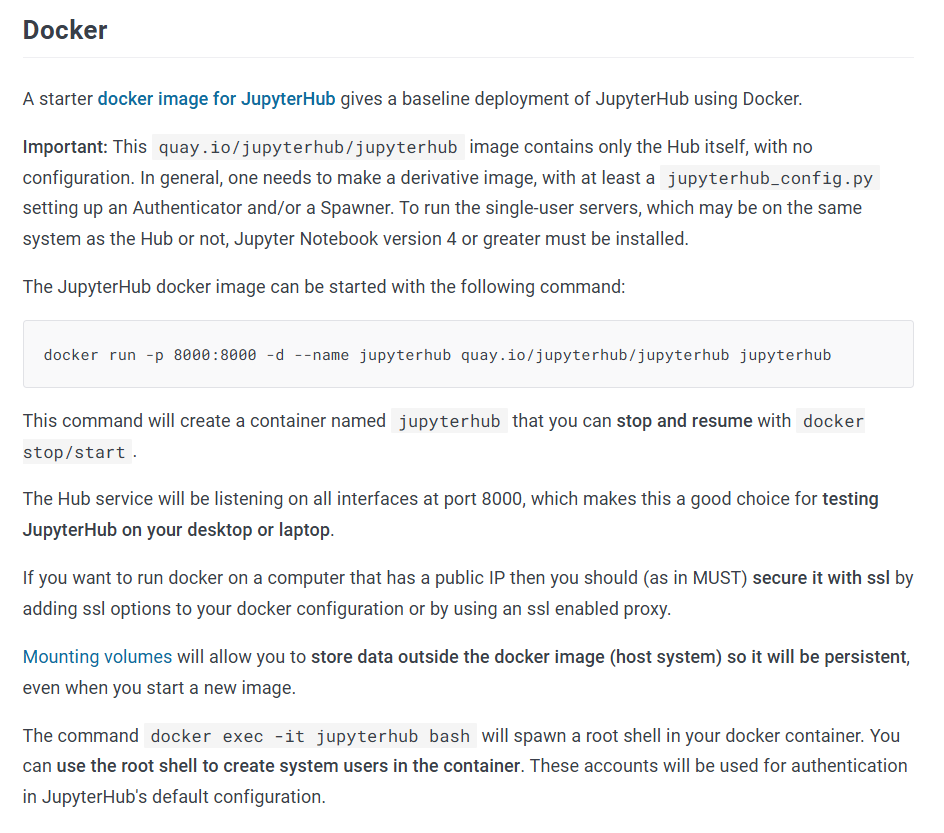 Docker
A starter docker image for JupyterHub gives a baseline deployment of JupyterHub using Docker.
Important: This quay.io/jupyterhub/jupyterhub image contains only the Hub itself, with no
configuration. In general, one needs to make a derivative image, with at least a jupyterhub_config.py
setting up an Authenticator and/or a Spawner. To run the single-user servers, which may be on the same
system as the Hub or not, Jupyter Notebook version 4 or greater must be installed.
The JupyterHub docker image can be started with the following command:
docker run -p 8000:8000 -d --name jupyterhub quay.io/jupyterhub/jupyterhub jupyterhub
This command will create a container named jupyterhub that you can stop and resume with docker
stop/start.
The Hub service will be listening on all interfaces at port 8000, which makes this a good choice for testing
JupyterHub on your desktop or laptop.
If you want to run docker on a computer that has a public IP then you should (as in MUST) secure it with ssl by
adding ssl options to your docker configuration or by using an ssl enabled proxy.
Mounting volumes will allow you to store data outside the docker image (host system) so it will be persistent,
even when you start a new image.
The command docker exec -it jupyterhub bash will spawn a root shell in your docker container. You
can use the root shell to create system users in the container. These accounts will be used for authentication
in JupyterHub's default configuration.